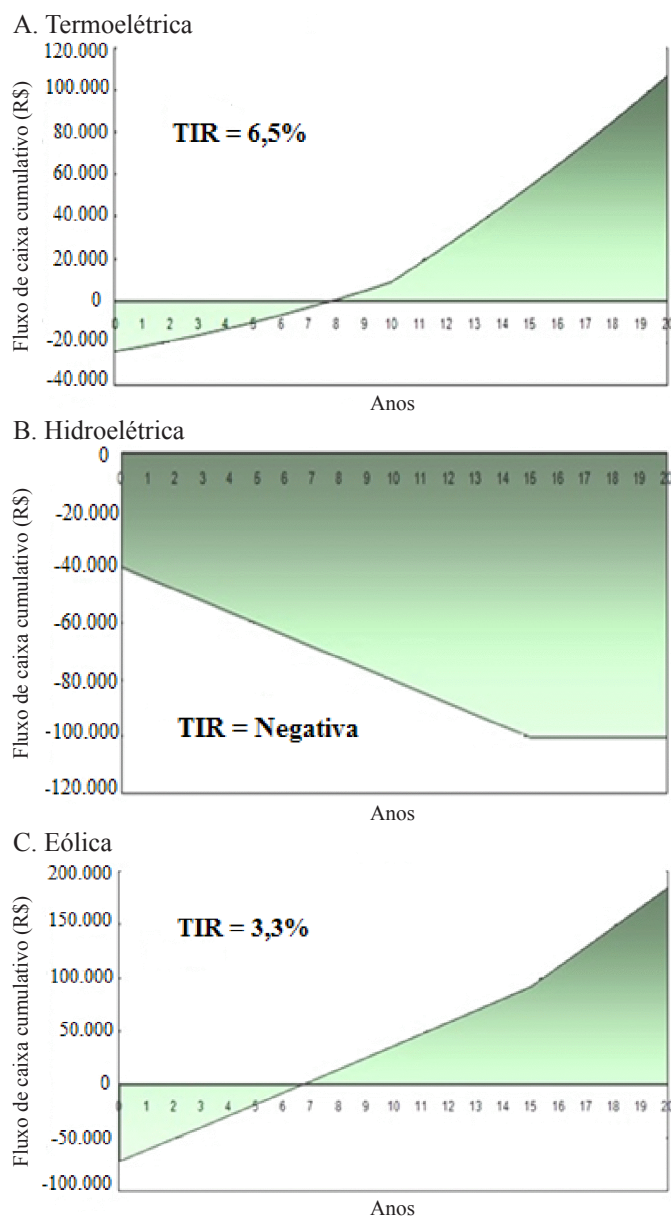 A. Termoelétrica
Fluxo de caixa cumulativo (R$)
120.000
100.000
80.000
60.000
40.000
20.000
0
-20.000
-40.000
TIR = 6,5%
0 1 2 3 4 5 6 7 8 9 10 11 12 13 14 15 16 17 18 19 20
Anos
B. Hidroelétrica
Fluxo de caixa cumulativo (R$)
0
0 1 2 3 4 5 6 7 8 9 10 11 12 13 14 15 16 17 18 19 20
-20.000
-40.000
-60.000
-80.000
-100.000
-120.000
TIR = Negativa
Anos
C. Eólica
Fluxo de caixa cumulativo (R$)
200.000
150.000
100.000
50.000
0
-50.000
-100.000
TIR = 3,3%
0 1 2 3 4 5 6 7 8 9 10 11 12 13 14 15 16 17 18 19 20
Anos